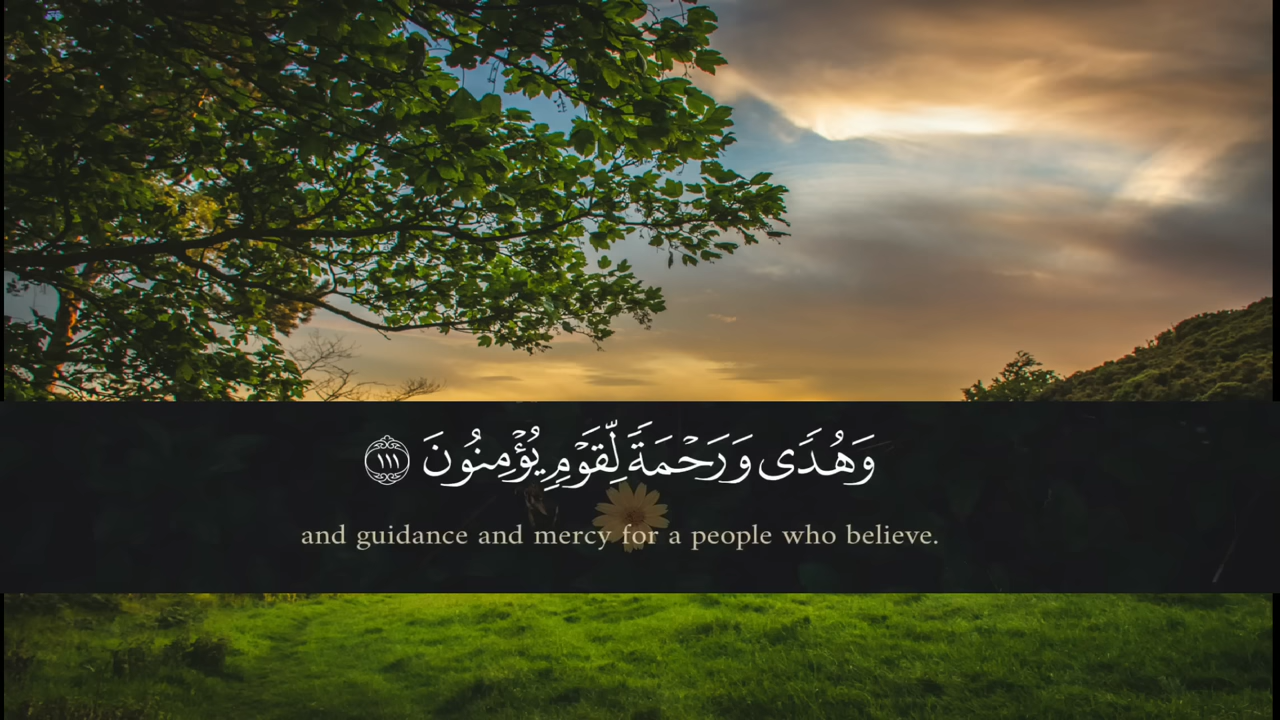 وَهُدًى وَرَحْمَةً لِّقَوْمٍ يُؤْمِنُونَ ١١١
and guidance and mercy for a people who believe.